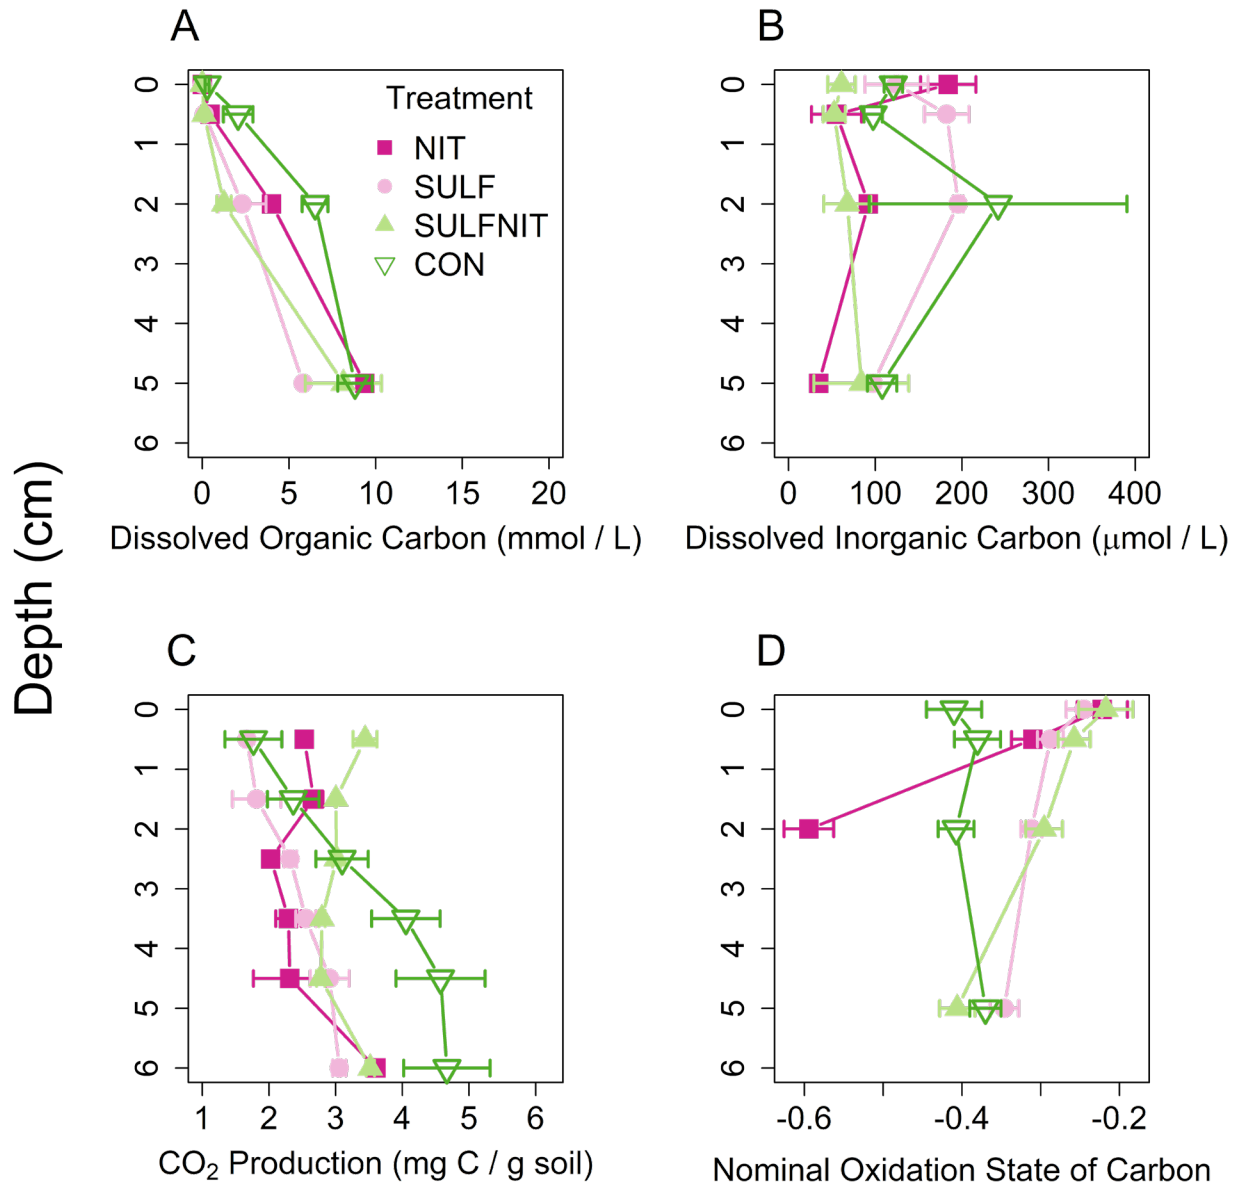 A
0
1
2
3
4
5
6
Treatment
NIT
SULF
SULFNIT
CON
0 5 10 15 20
Dissolved Organic Carbon (mmol / L)
B
0
1
2
3
4
5
6
0 100 200 300 400
Dissolved Inorganic Carbon (μmol / L)
Depth (cm)
C
0
1
2
3
4
5
6
1 2 3 4 5 6
CO₂ Production (mg C / g soil)
D
0
1
2
3
4
5
6
-0.6 -0.4 -0.2
Nominal Oxidation State of Carbon